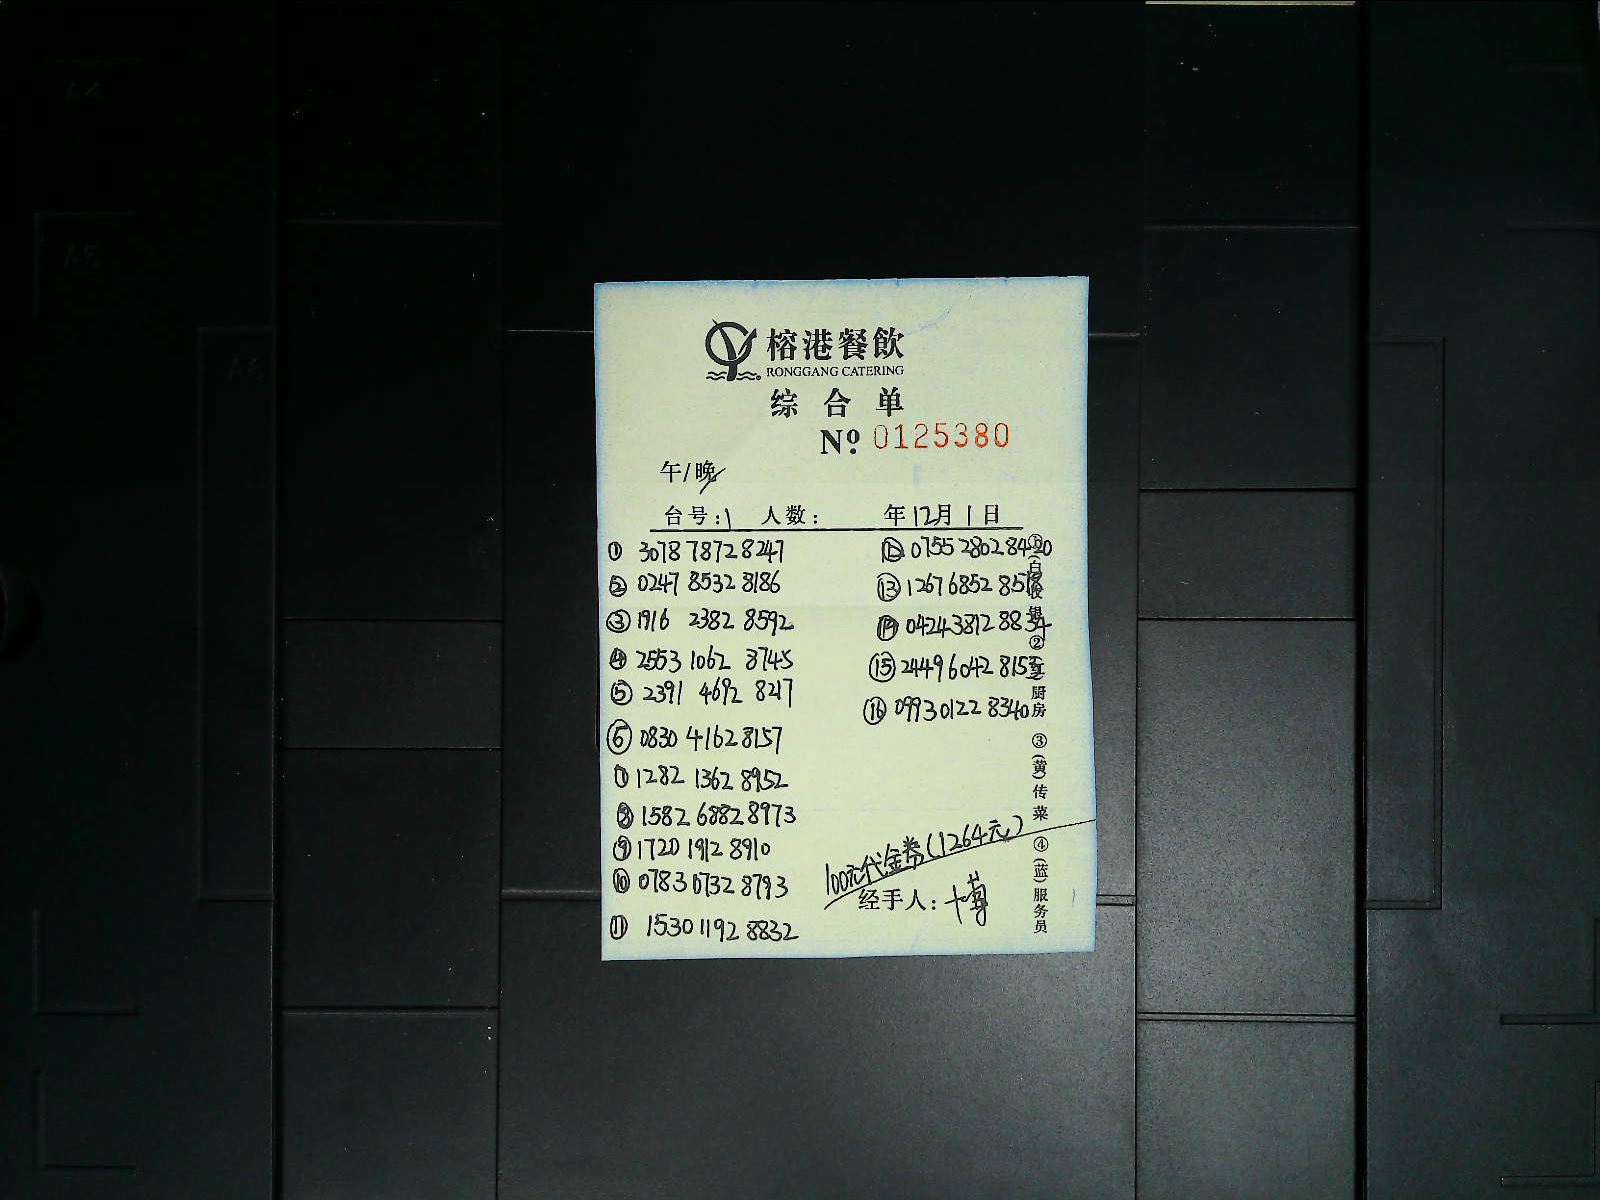 榕港餐飲
RONGGANG CATERING
综合单
Nº. 0125380
午/晚
台号:1 人数: 年12月1日
① 3078 7872 8247
② 0247 8532 8186
③ 1916 2382 8592
④ 2553 1062 8745
⑤ 2391 4692 8217
⑥ 0830 4162 8157
⑦ 1282 1362 8952
⑧ 1582 6882 8973
⑨ 1720 1912 8910
⑩ 0783 0732 8793
⑪ 1530 1192 8832
⑫ 0755 2802 8420
⑬ 1267 6852 8578
⑭ 0424 3812 8834
⑮ 2449 6042 8153
⑯ 0993 0122 8340
100元代金券(1264元)
经手人:
①(白)收银 ②(红)厨房 ③(黄)传菜 ④(蓝)服务员